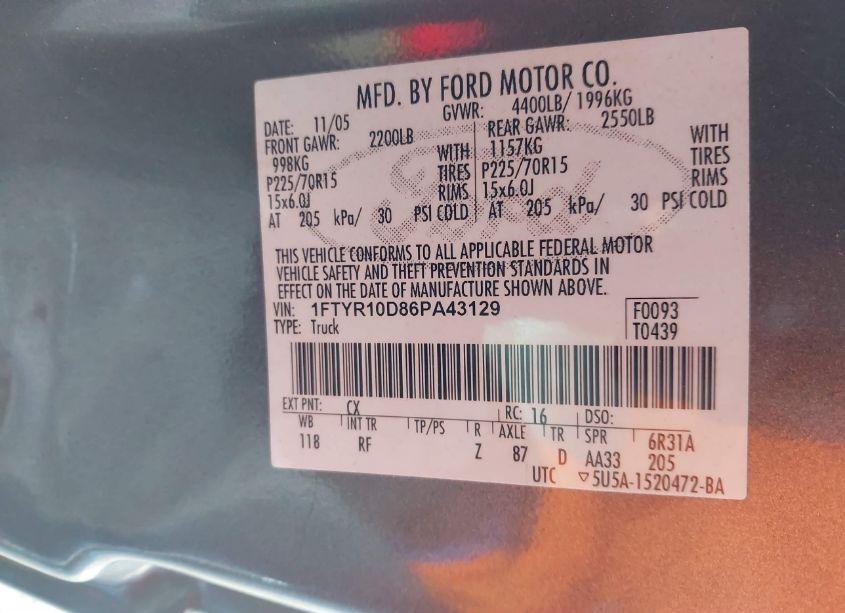 MFD. BY FORD MOTOR CO.
DATE: 11/05 GVWR: 4400LB/ 1996KG
FRONT GAWR: 2200LB REAR GAWR: 2550LB
998KG WITH 1157KG WITH
P225/70R15 TIRES P225/70R15 TIRES
15x6.0J RIMS 15x6.0J RIMS
AT 205 kPa/ 30 PSI COLD AT 205 kPa/ 30 PSI COLD
THIS VEHICLE CONFORMS TO ALL APPLICABLE FEDERAL MOTOR
VEHICLE SAFETY AND THEFT PREVENTION STANDARDS IN
EFFECT ON THE DATE OF MANUFACTURE SHOWN ABOVE.
VIN: 1FTYR10D86PA43129 F0093
TYPE: Truck T0439
EXT PNT: CX RC: 16 DSO:
WB INT TR TP/PS R AXLE TR SPR 6R31A
118 RF Z 87 D AA33 205
UTC ▽5U5A-1520472-BA
Ford